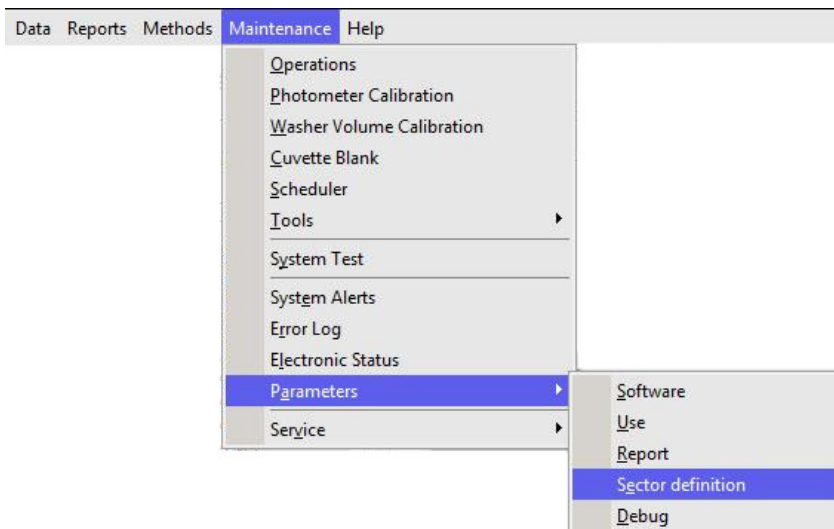 Data Reports Methods Maintenance Help
Operations
Photometer Calibration
Washer Volume Calibration
Cuvette Blank
Scheduler
Tools
System Test
System Alerts
Error Log
Electronic Status
Parameters
Service
Software
Use
Report
Sector definition
Debug